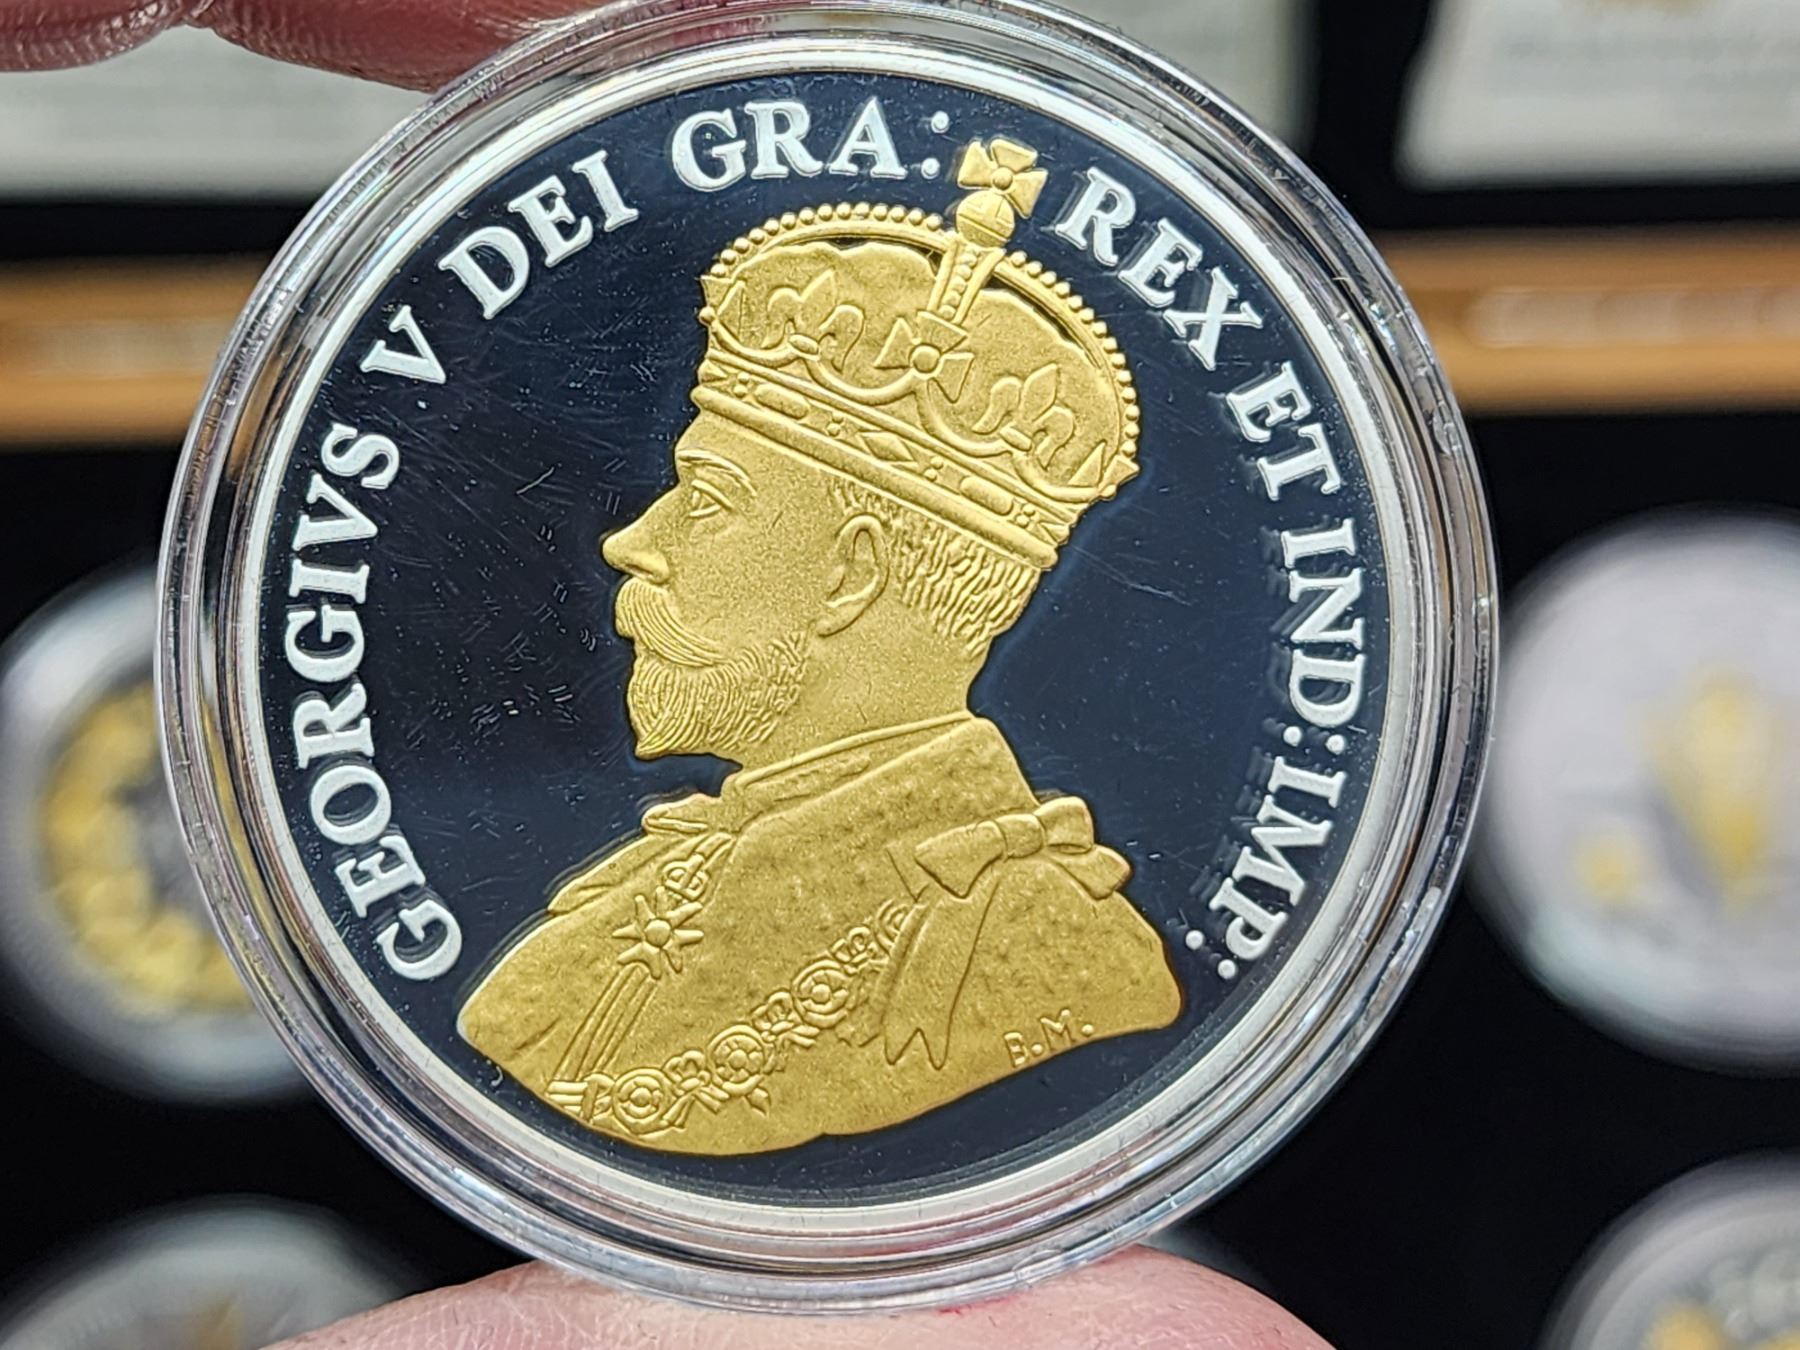 GEORGIVS V DEI GRA: REX ET IND: IMP:
B.M.